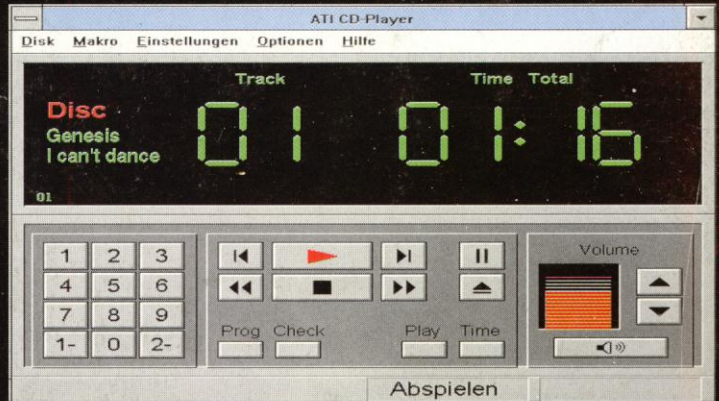 ATI CD-Player
Disk Makro Einstellungen Optionen Hilfe
Track Time Total
Disc
Genesis
I can't dance
01 01:16
01
1 2 3
4 5 6
7 8 9
1- 0 2-
Prog Check Play Time
Volume
Abspielen